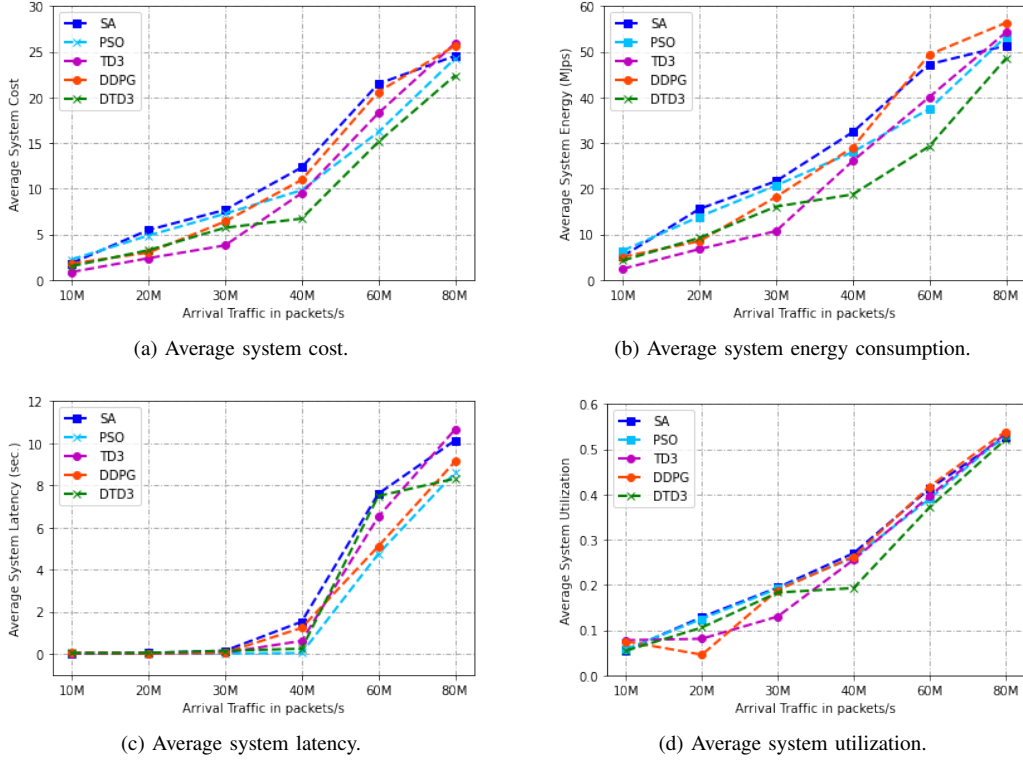 30
25
20
15
10
5
0
Average System Cost
SA
PSO
TD3
DDPG
DTD3
10M 20M 30M 40M 60M 80M
Arrival Traffic in packets/s
(a) Average system cost.
60
50
40
30
20
10
0
Average System Energy (Mjps)
SA
PSO
TD3
DDPG
DTD3
10M 20M 30M 40M 60M 80M
Arrival Traffic in packets/s
(b) Average system energy consumption.
12
10
8
6
4
2
0
Average System Latency (sec.)
SA
PSO
TD3
DDPG
DTD3
10M 20M 30M 40M 60M 80M
Arrival Traffic in packets/s
(c) Average system latency.
0.6
0.5
0.4
0.3
0.2
0.1
0.0
Average System Utilization
SA
PSO
TD3
DDPG
DTD3
10M 20M 30M 40M 60M 80M
Arrival Traffic in packets/s
(d) Average system utilization.